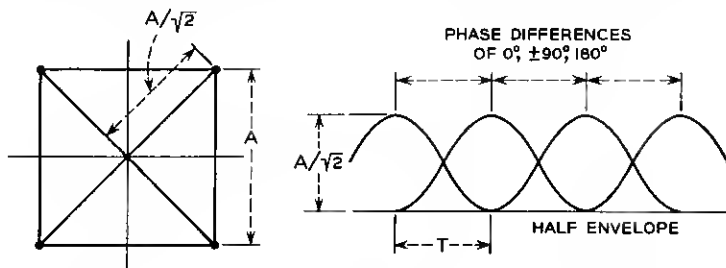 A/√2
A
PHASE DIFFERENCES
OF 0°, ±90°, 180°
A/√2
HALF ENVELOPE
T